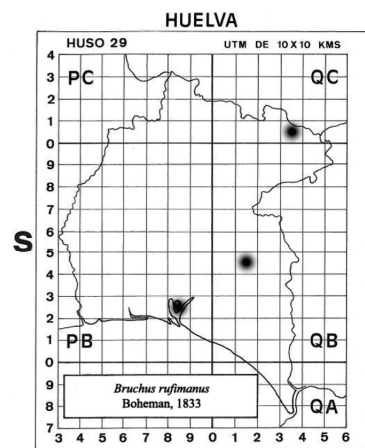 HUELVA
HUSO 29 UTM DE 10 X 10 KMS
4
3 PC QC
2
1
0
9
8
7
6
S
5
4
3
2
1 PB QB
0
9 Bruchus rufimanus
8 Boheman, 1833 QA
7
3 4 5 6 7 8 9 0 1 2 3 4 5 6